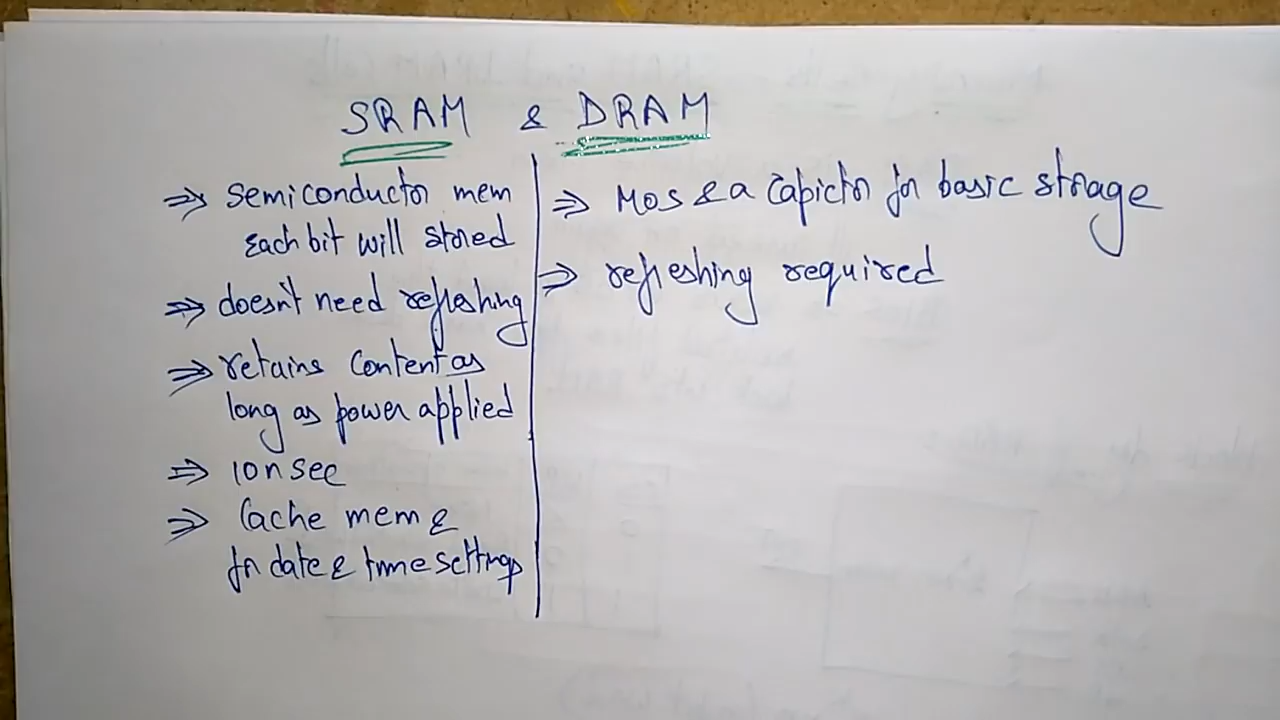 SRAM & DRAM
⇒ semiconductor mem
Each bit will stored
⇒ doesn't need refreshing
⇒ retains content as
long as power applied
⇒ 10nsec
⇒ Cache mem &
for date & time settings
⇒ MOS & a Capictor for basic storage
⇒ refreshing required